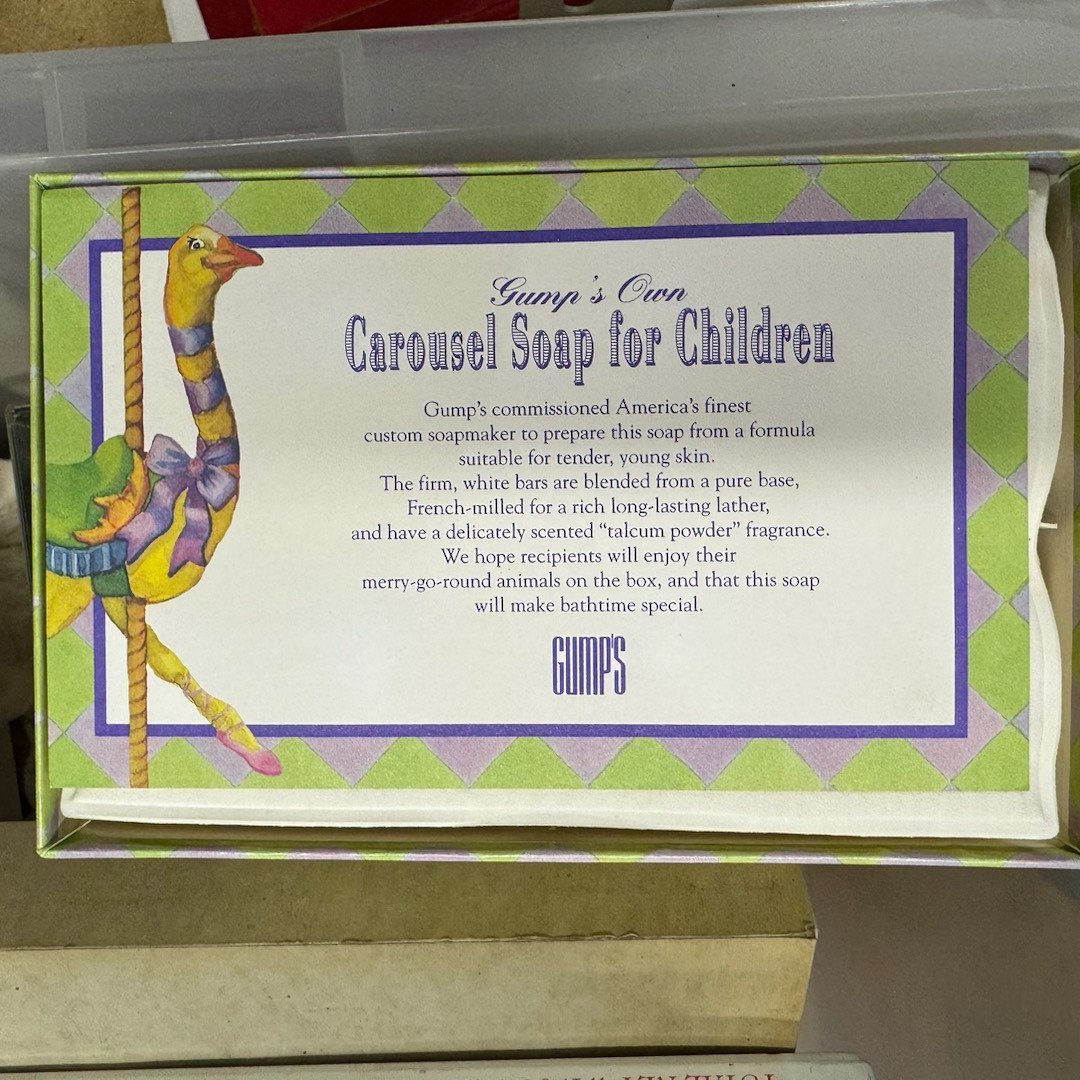 Gump's Own
Carousel Soap for Children
Gump's commissioned America's finest
custom soapmaker to prepare this soap from a formula
suitable for tender, young skin.
The firm, white bars are blended from a pure base,
French-milled for a rich long-lasting lather,
and have a delicately scented “talcum powder” fragrance.
We hope recipients will enjoy their
merry-go-round animals on the box, and that this soap
will make bathtime special.
GUMP'S